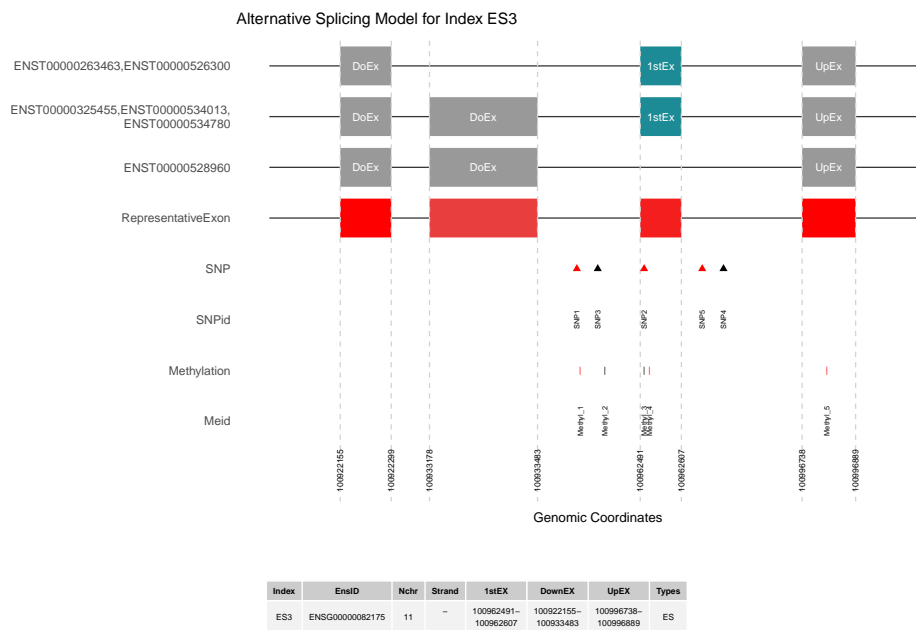 Alternative Splicing Model for Index ES3
ENST00000263463,ENST00000526300
DoEx 1stEx UpEx
ENST00000325455,ENST00000534013,
ENST00000534780
DoEx DoEx 1stEx UpEx
ENST00000528960
DoEx DoEx UpEx
RepresentativeExon
SNP
SNPid
SNP1 SNP3 SNP2 SNP5 SNP4
Methylation
Meid
Methyl_1 Methyl_2 Methyl_3 Methyl_4 Methyl_5
100922155 100922299 100933178 100933483 100962491 100962607 100996738 100996889
Genomic Coordinates
Index EnsID Nchr Strand 1stEX DownEX UpEX Types
ES3 ENSG00000082175 11 – 100962491– 100922155– 100996738– ES
100962607 100933483 100996889